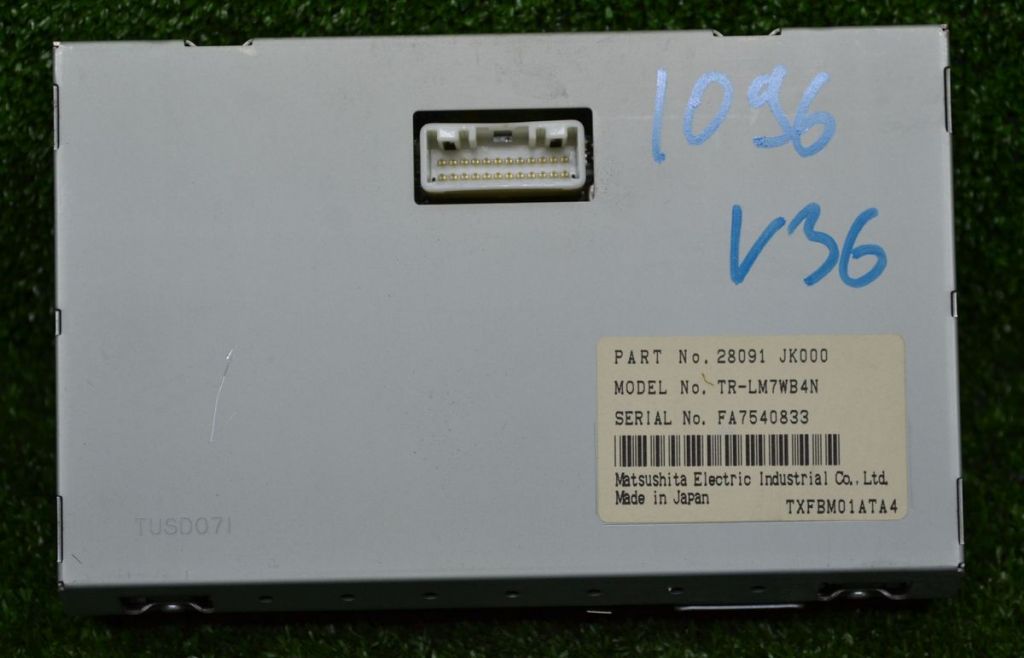 1096
V36
PART No. 28091 JK000
MODEL No. TR-LM7WB4N
SERIAL No. FA7540833
Matsushita Electric Industrial Co., Ltd.
Made in Japan
TXFBM01ATA4
TUSD071